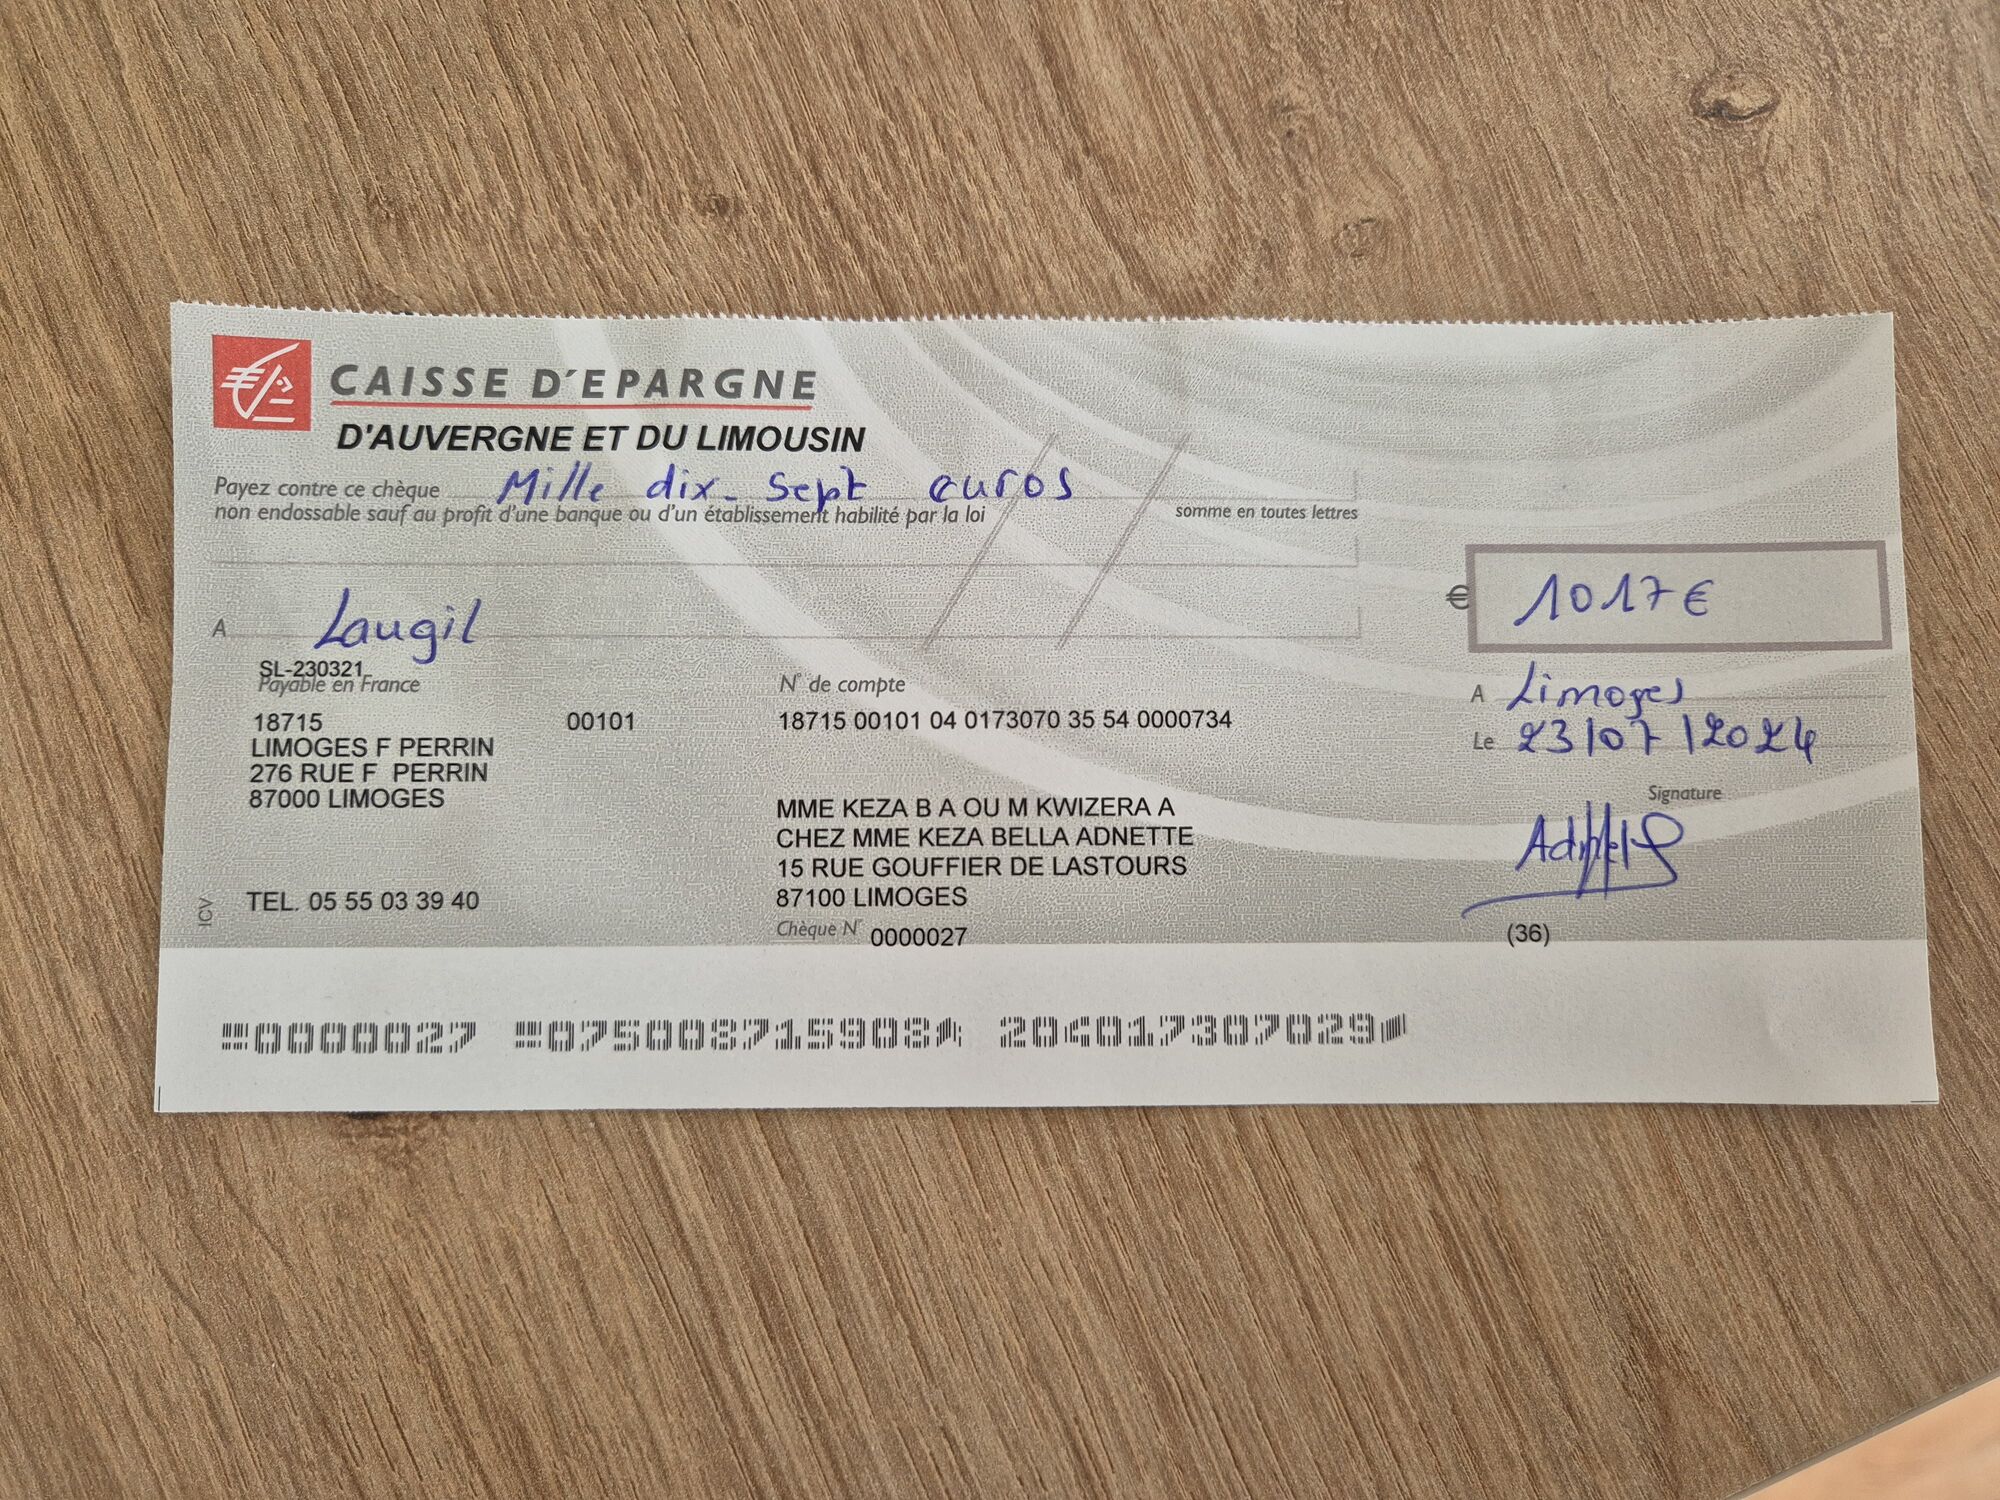 CAISSE D'EPARGNE
D'AUVERGNE ET DU LIMOUSIN
Payez contre ce chèque Mille dix-sept euros
non endossable sauf au profit d'une banque ou d'un établissement habilité par la loi somme en toutes lettres
€ 1017€
A Laugil
SL-230321
Payable en France N° de compte A Limoges
18715 00101 18715 00101 04 0173070 35 54 0000734 Le 23/07/2024
LIMOGES F PERRIN
276 RUE F PERRIN
87000 LIMOGES
Signature
MME KEZA B A OU M KWIZERA A
CHEZ MME KEZA BELLA ADNETTE
15 RUE GOUFFIER DE LASTOURS
87100 LIMOGES
ICV
TEL. 05 55 03 39 40
Chèque N° 0000027 (36)
0000027 075008715908 204017307029